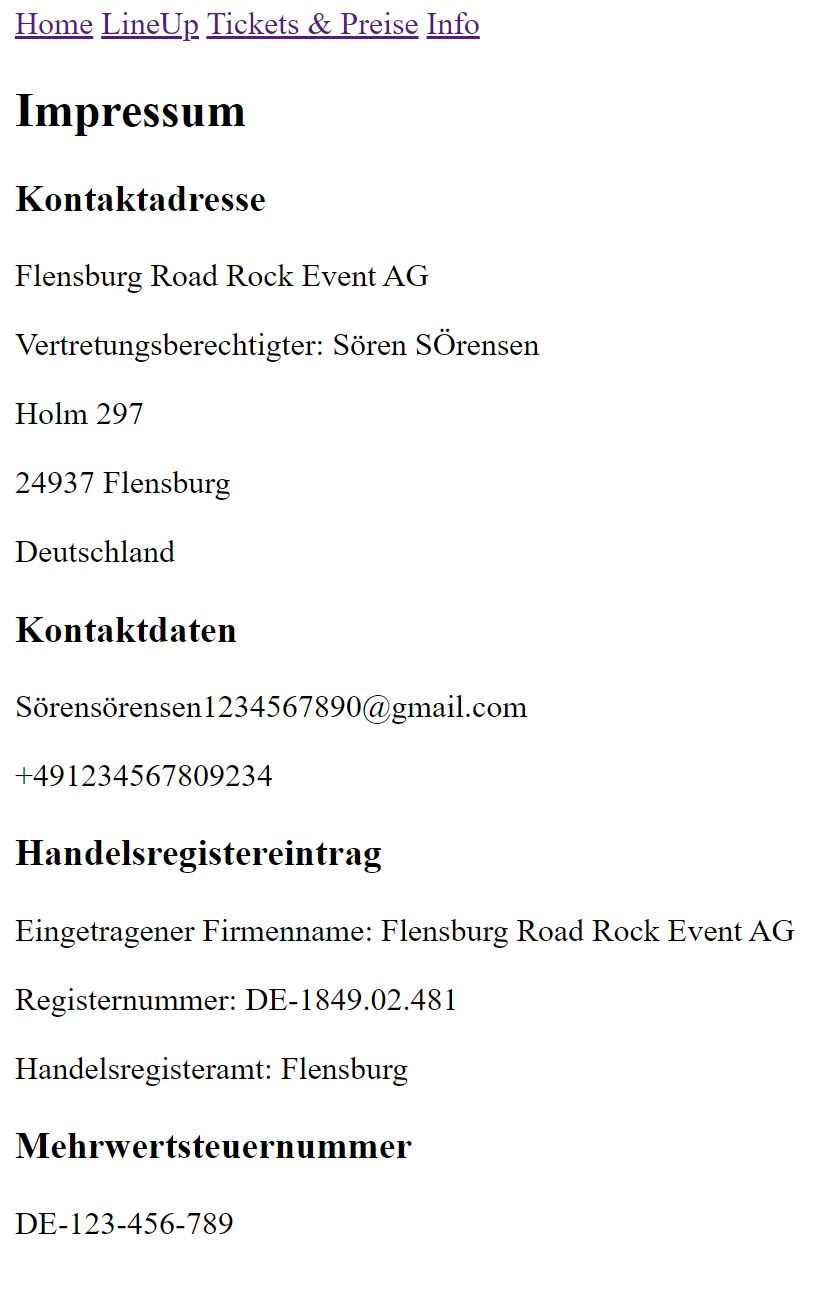 Home LineUp Tickets & Preise Info
Impressum
Kontaktadresse
Flensburg Road Rock Event AG
Vertretungsberechtigter: Sören SÖrensen
Holm 297
24937 Flensburg
Deutschland
Kontaktdaten
Sörensörensen1234567890@gmail.com
+491234567809234
Handelsregistereintrag
Eingetragener Firmenname: Flensburg Road Rock Event AG
Registernummer: DE-1849.02.481
Handelsregisteramt: Flensburg
Mehrwertsteuernummer
DE-123-456-789